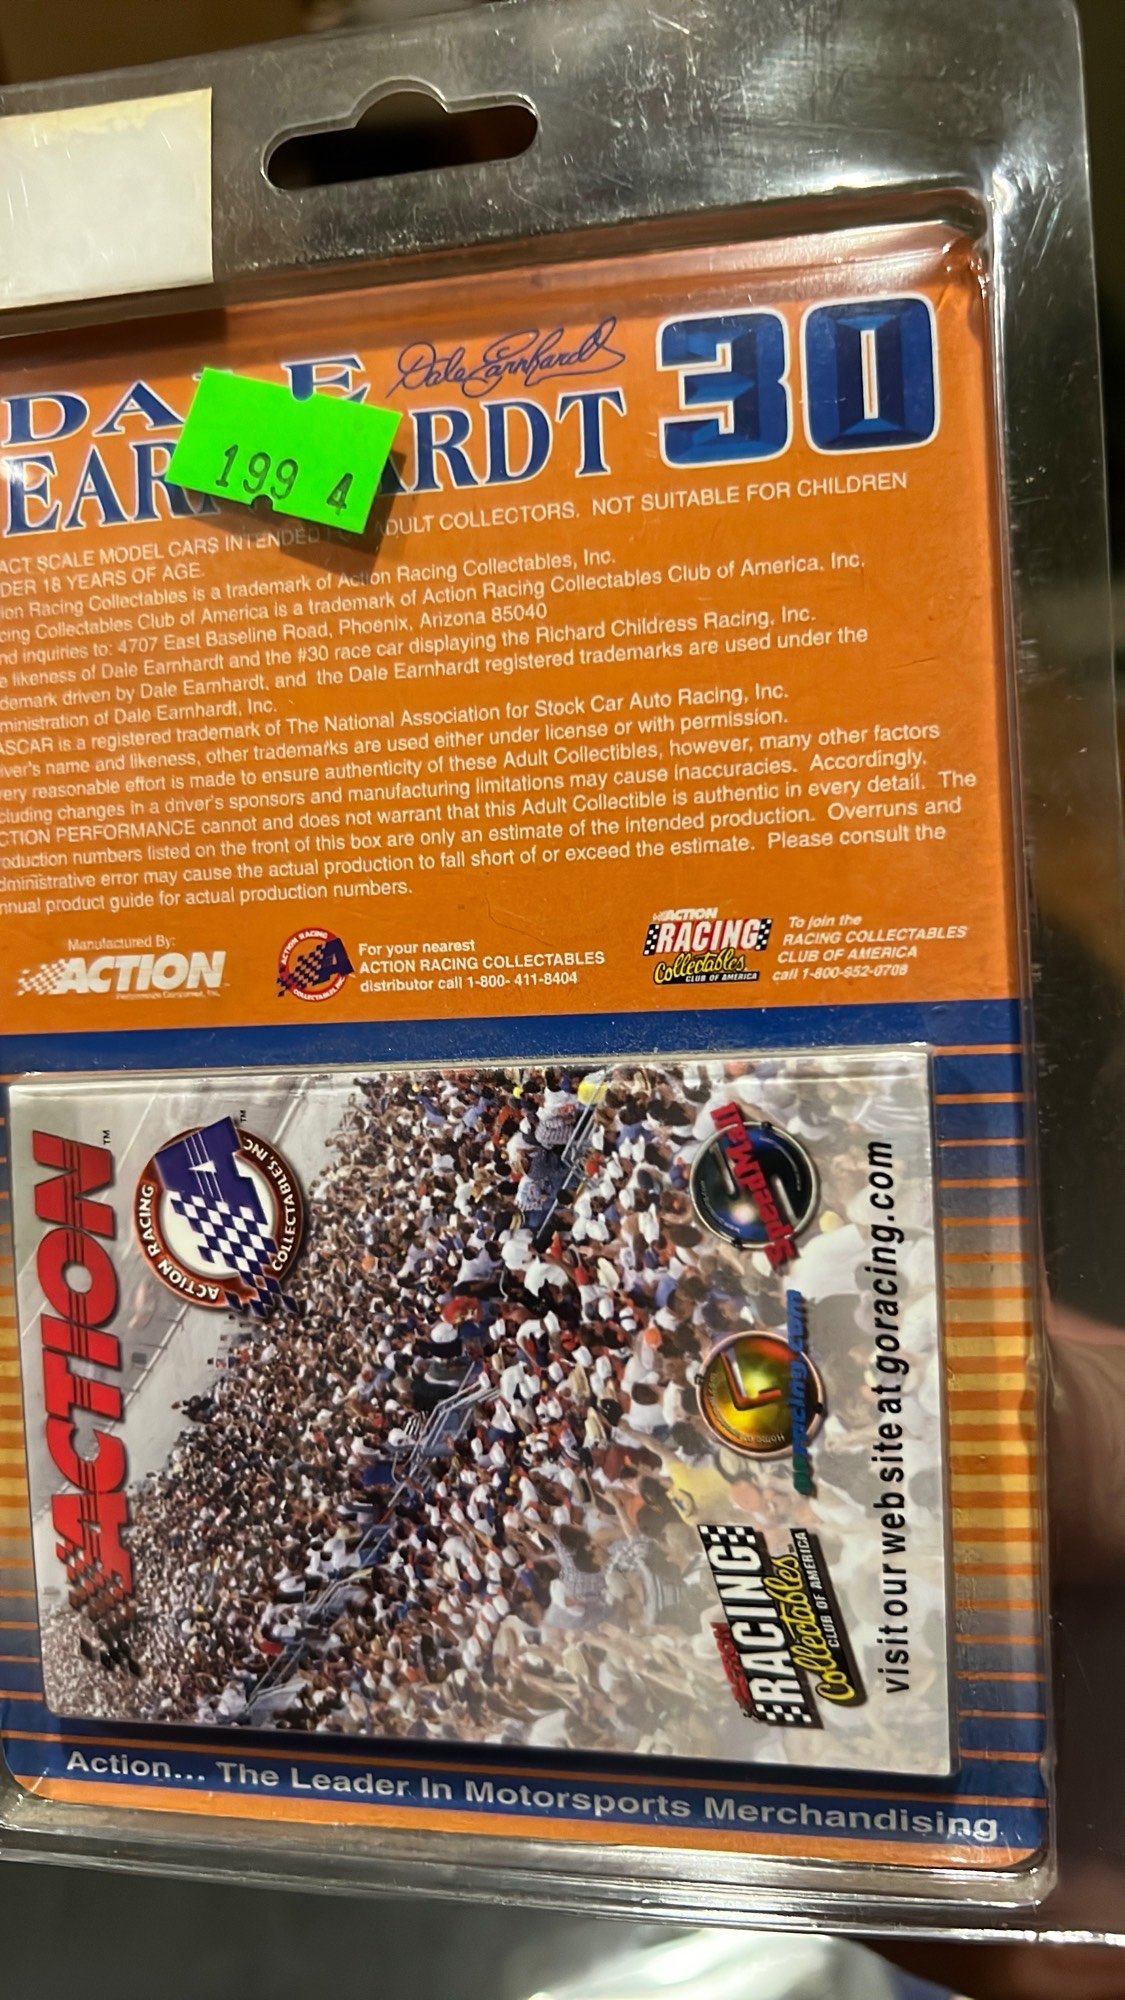 Dale Earnhardt
30
199 4
ACT SCALE MODEL CARS INTENDED ADULT COLLECTORS. NOT SUITABLE FOR CHILDREN
DER 18 YEARS OF AGE.
ion Racing Collectables is a trademark of Action Racing Collectables, Inc.
cing Collectables Club of America is a trademark of Action Racing Collectables Club of America, Inc.
nd inquiries to: 4707 East Baseline Road, Phoenix, Arizona 85040
e likeness of Dale Earnhardt and the #30 race car displaying the Richard Childress Racing, Inc.
demark driven by Dale Earnhardt, and the Dale Earnhardt registered trademarks are used under the
ministration of Dale Earnhardt, Inc.
ASCAR is a registered trademark of The National Association for Stock Car Auto Racing, Inc.
iver's name and likeness, other trademarks are used either under license or with permission.
ery reasonable effort is made to ensure authenticity of these Adult Collectibles, however, many other factors
cluding changes in a driver's sponsors and manufacturing limitations may cause inaccuracies. Accordingly,
CTION PERFORMANCE cannot and does not warrant that this Adult Collectible is authentic in every detail. The
oduction numbers listed on the front of this box are only an estimate of the intended production. Overruns and
dministrative error may cause the actual production to fall short of or exceed the estimate. Please consult the
nnual product guide for actual production numbers.
Manufactured By:
ACTION
ACTION RACING
COLLECTABLES, INC.
For your nearest
ACTION RACING COLLECTABLES
distributor call 1-800- 411-8404
ACTION
RACING
Collectables
CLUB OF AMERICA
To join the
RACING COLLECTABLES
CLUB OF AMERICA
call 1-800-952-0708
ACTION™
ACTION RACING
COLLECTABLES, INC.
™
SpeedMall
goracing.com
ACTION
RACING
Collectables
CLUB OF AMERICA
visit our web site at goracing.com
Action... The Leader In Motorsports Merchandising